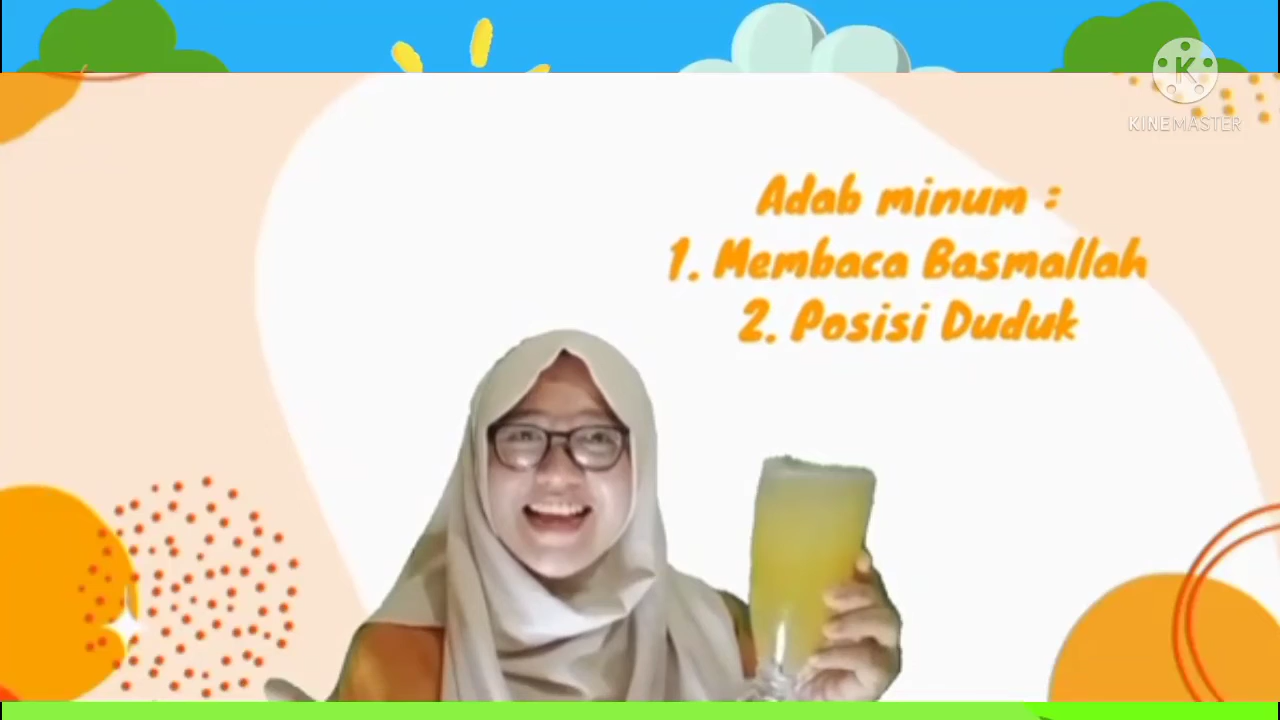 KINEMASTER
Adab minum :
1. Membaca Basmallah
2. Posisi Duduk